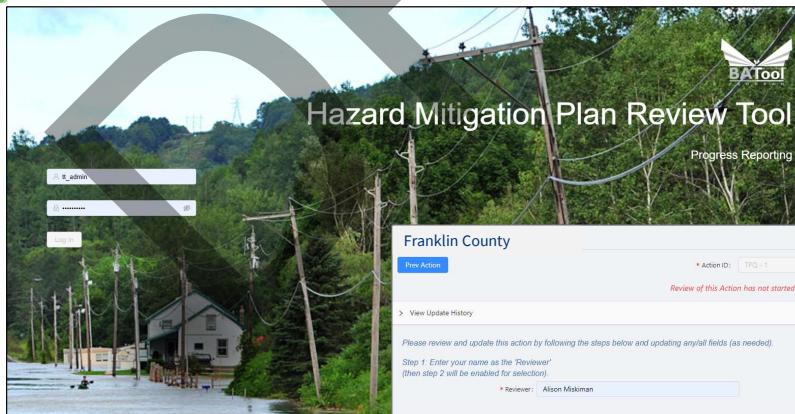 BATool
Hazard Mitigation Plan Review Tool
Progress Reporting
tt_admin
••••••••••
Log in
Franklin County
Prev Action
* Action ID: TPQ - 1
Review of this Action has not started
> View Update History
Please review and update this action by following the steps below and updating any/all fields (as needed).
Step 1: Enter your name as the 'Reviewer'
(then step 2 will be enabled for selection).
* Reviewer: Alison Miskiman